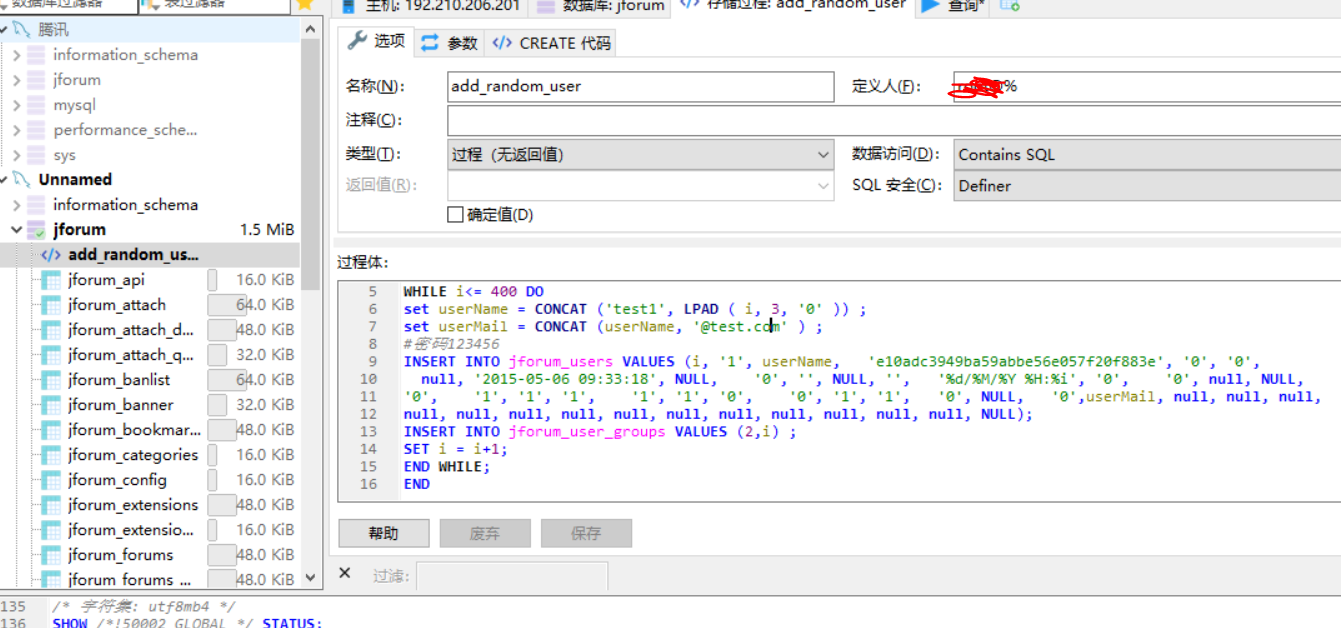 数据库过滤器 表过滤器 主机: 192.210.206.201 数据库: jforum 存储过程: add_random_user 查询*
腾讯
information_schema
jforum
mysql
performance_sche...
sys
Unnamed
information_schema
jforum 1.5 MiB
add_random_us...
jforum_api 16.0 KiB
jforum_attach 64.0 KiB
jforum_attach_d... 48.0 KiB
jforum_attach_q... 32.0 KiB
jforum_banlist 64.0 KiB
jforum_banner 32.0 KiB
jforum_bookmar... 48.0 KiB
jforum_categories 16.0 KiB
jforum_config 16.0 KiB
jforum_extensions 48.0 KiB
jforum_extensio... 16.0 KiB
jforum_forums 48.0 KiB
jforum_forums_... 48.0 KiB
选项 参数 CREATE 代码
名称(N): add_random_user 定义人(F): %
注释(C):
类型(T): 过程 (无返回值) 数据访问(D): Contains SQL
返回值(R): SQL 安全(C): Definer
确定值(D)
过程体:
5 WHILE i<= 400 DO
6 set userName = CONCAT ('test1', LPAD ( i, 3, '0' )) ;
7 set userMail = CONCAT (userName, '@test.com' ) ;
8 #密码123456
9 INSERT INTO jforum_users VALUES (i, '1', userName, 'e10adc3949ba59abbe56e057f20f883e', '0', '0',
10 null, '2015-05-06 09:33:18', NULL, '0', '', NULL, '', '%d/%M/%Y %H:%i', '0', '0', null, NULL,
11 '0', '1', '1', '1', '1', '1', '0', '0', '1', '1', '0', NULL, '0',userMail, null, null, null,
12 null, null, null, null, null, null, null, null, null, null, null, NULL);
13 INSERT INTO jforum_user_groups VALUES (2,i) ;
14 SET i = i+1;
15 END WHILE;
16 END
帮助 废弃 保存
过滤:
135 /* 字符集: utf8mb4 */
136 SHOW /*!50002 GLOBAL */ STATUS;